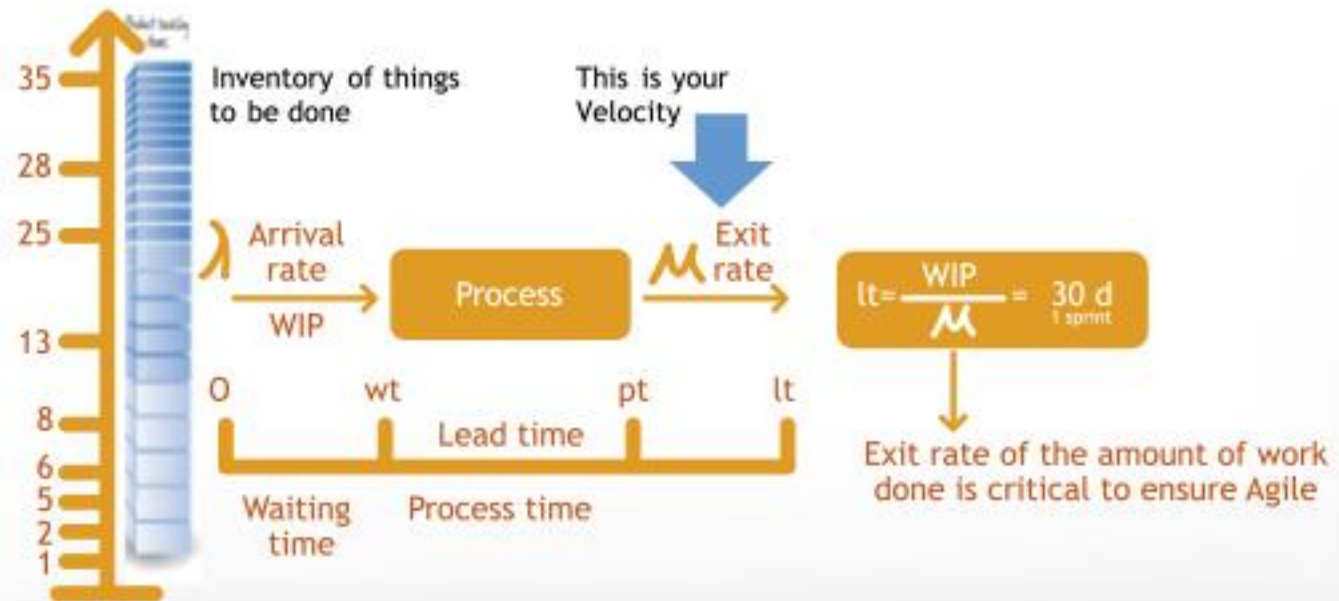 35
28
25
13
8
6
5
2
1
Inventory of things
to be done
This is your
Velocity
λ
Arrival
rate
WIP
Process
μ
Exit
rate
lt= WIP / μ = 30 d
1 sprint
0
wt
pt
lt
Lead time
Waiting
time
Process time
Exit rate of the amount of work
done is critical to ensure Agile